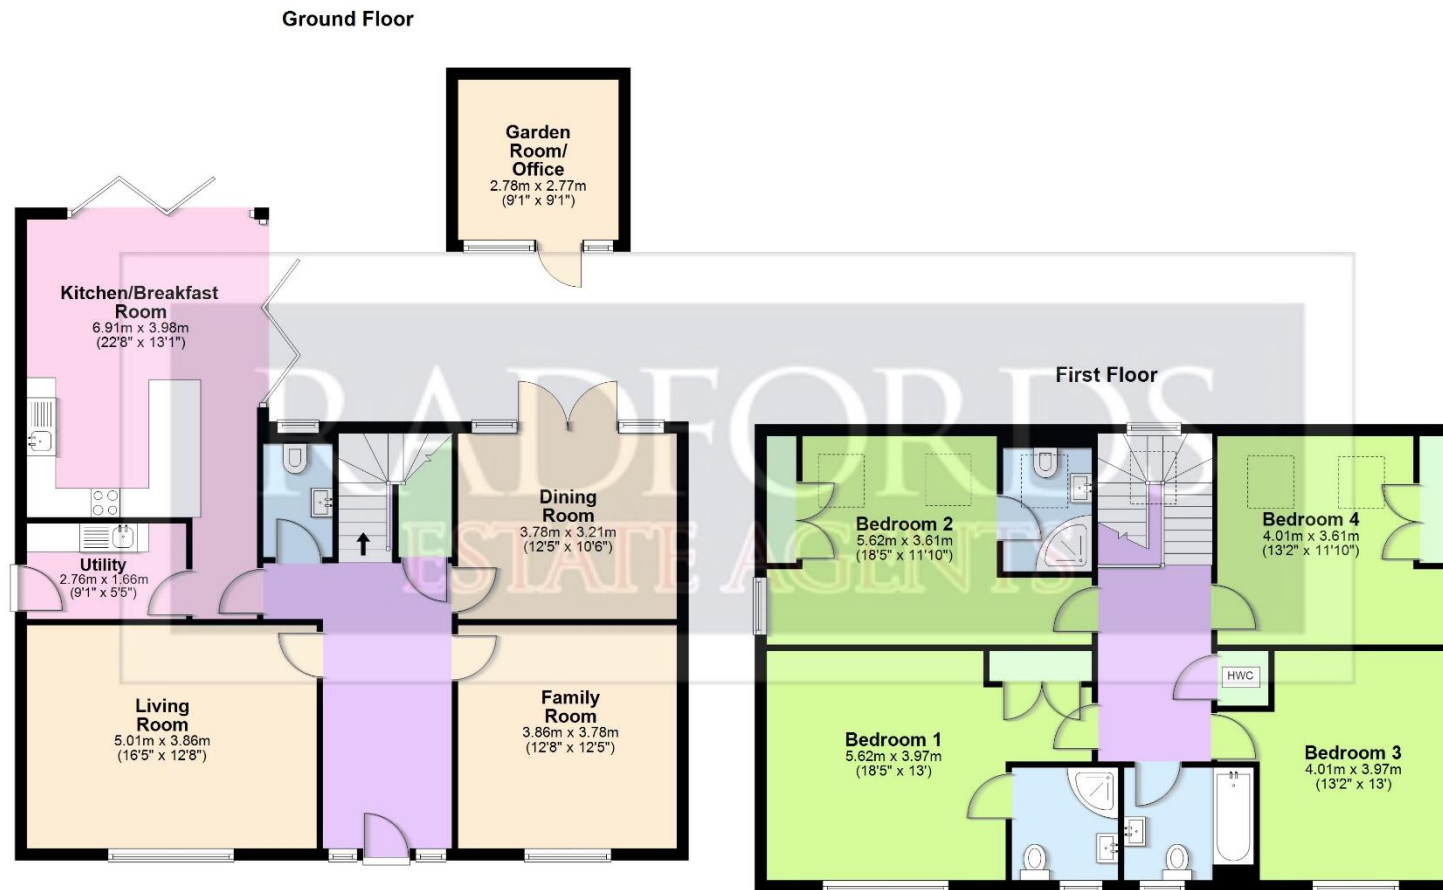 Ground Floor
Garden
Room/
Office
2.78m x 2.77m
(9'1" x 9'1")
Kitchen/Breakfast
Room
6.91m x 3.98m
(22'8" x 13'1")
RADFORDS
ESTATE AGENTS
Dining
Room
3.78m x 3.21m
(12'5" x 10'6")
Utility
2.76m x 1.66m
(9'1" x 5'5")
Living
Room
5.01m x 3.86m
(16'5" x 12'8")
Family
Room
3.86m x 3.78m
(12'8" x 12'5")
First Floor
Bedroom 2
5.62m x 3.61m
(18'5" x 11'10")
Bedroom 4
4.01m x 3.61m
(13'2" x 11'10")
HWC
Bedroom 1
5.62m x 3.97m
(18'5" x 13')
Bedroom 3
4.01m x 3.97m
(13'2" x 13')